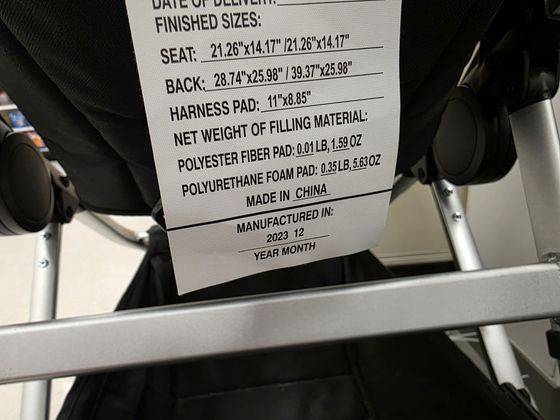 DATE OF DELIVERY:
FINISHED SIZES:
SEAT: 21.26"x14.17" /21.26"x14.17"
BACK: 28.74"x25.98" / 39.37"x25.98"
HARNESS PAD: 11"x8.85"
NET WEIGHT OF FILLING MATERIAL:
POLYESTER FIBER PAD: 0.01 LB, 1.59 OZ
POLYURETHANE FOAM PAD: 0.35 LB, 5.63 OZ
MADE IN CHINA
MANUFACTURED IN:
2023 12
YEAR MONTH